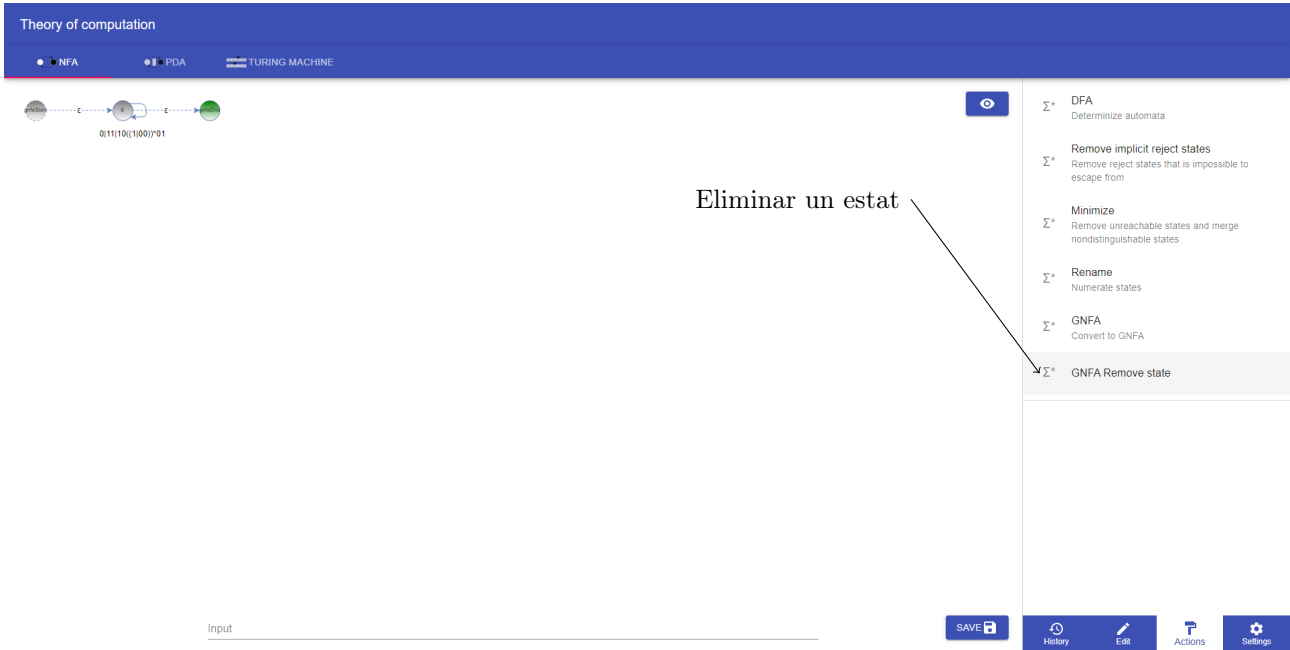 Theory of computation
NFA
PDA
TURING MACHINE
ε
ε
0|11|10((1|00))*01
Eliminar un estat
Σ* DFA
Determinize automata
Σ* Remove implicit reject states
Remove reject states that is impossible to
escape from
Σ* Minimize
Remove unreachable states and merge
nondistinguishable states
Σ* Rename
Numerate states
Σ* GNFA
Convert to GNFA
Σ* GNFA Remove state
Input
SAVE
History
Edit
Actions
Settings